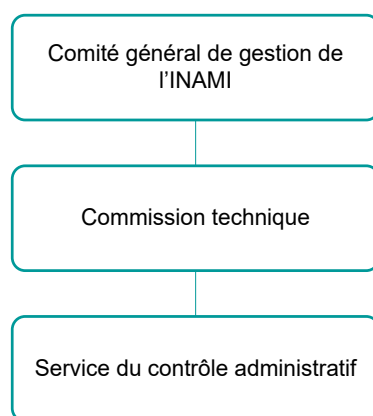 Comité général de gestion de
l'INAMI
Commission technique
Service du contrôle administratif